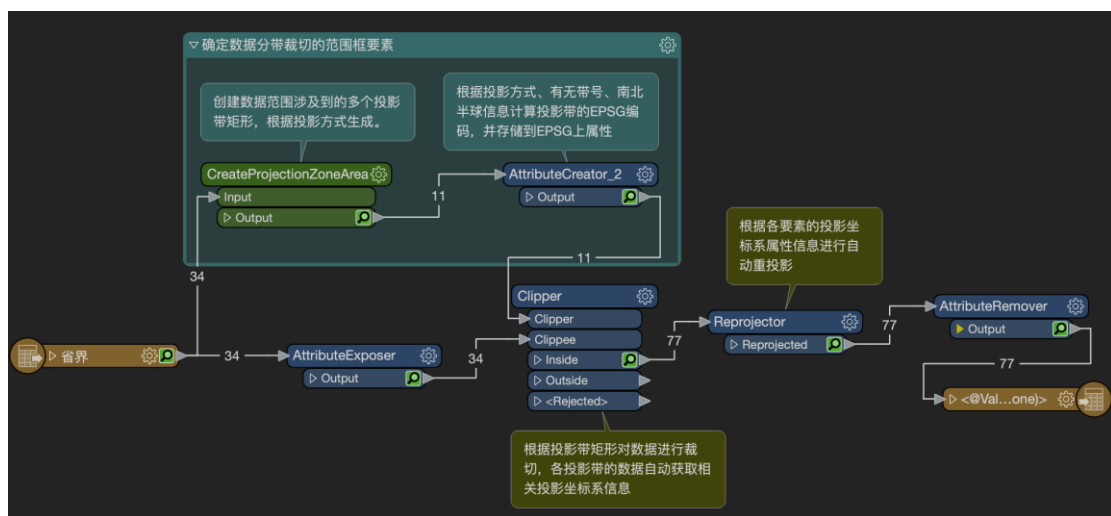 ▽确定数据分带裁切的范围框要素
创建数据范围涉及到的多个投影
带矩形，根据投影方式生成。
根据投影方式、有无带号、南北
半球信息计算投影带的EPSG编
码，并存储到EPSG上属性
CreateProjectionZoneArea
Input
Output
11
AttributeCreator_2
Output
11
34
根据各要素的投影坐
标系属性信息进行自
动重投影
省界
34
AttributeExposer
Output
34
Clipper
Clipper
Clippee
Inside
Outside
<Rejected>
77
Reprojector
Reprojected
77
AttributeRemover
Output
77
<@Val...one)>
根据投影带矩形对数据进行裁
切，各投影带的数据自动获取相
关投影坐标系信息